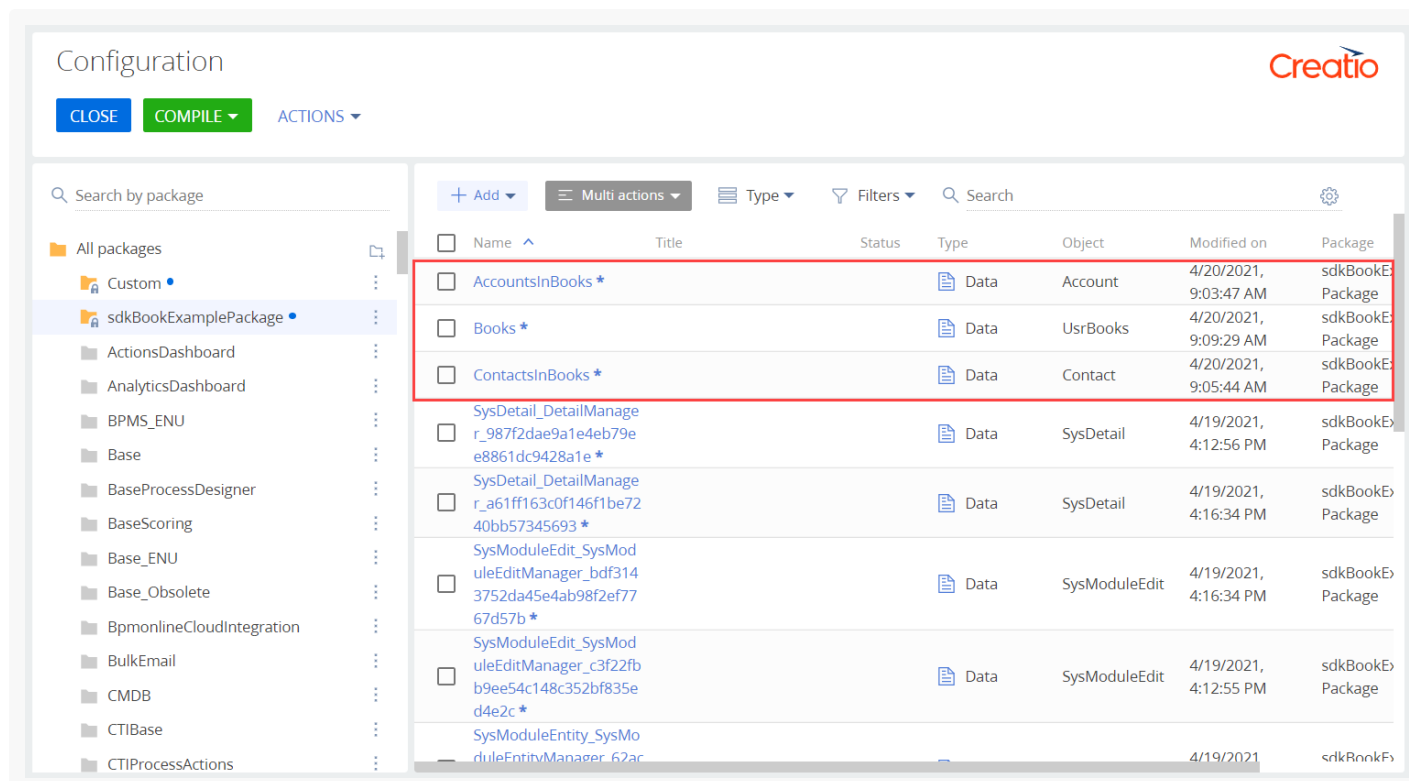 Configuration
Creatio
CLOSE
COMPILE
ACTIONS
Search by package
All packages
Custom
sdkBookExamplePackage
ActionsDashboard
AnalyticsDashboard
BPMS_ENU
Base
BaseProcessDesigner
BaseScoring
Base_ENU
Base_Obsolete
BpmonlineCloudIntegration
BulkEmail
CMDB
CTIBase
CTIProcessActions
Add
Multi actions
Type
Filters
Search
Name Title Status Type Object Modified on Package
AccountsInBooks * Data Account 4/20/2021, sdkBookEx
9:03:47 AM Package
Books * Data UsrBooks 4/20/2021, sdkBookEx
9:09:29 AM Package
ContactsInBooks * Data Contact 4/20/2021, sdkBookEx
9:05:44 AM Package
SysDetail_DetailManage
r_987f2dae9a1e4eb79e Data SysDetail 4/19/2021, sdkBookEx
e8861dc9428a1e * 4:12:56 PM Package
SysDetail_DetailManage
r_a61ff163c0f146f1be72 Data SysDetail 4/19/2021, sdkBookEx
40bb57345693 * 4:16:34 PM Package
SysModuleEdit_SysMod
uleEditManager_bdf314 4/19/2021, sdkBookEx
3752da45e4ab98f2ef77 Data SysModuleEdit 4:16:34 PM Package
67d57b *
SysModuleEdit_SysMod
uleEditManager_c3f22fb 4/19/2021, sdkBookEx
b9ee54c148c352bf835e Data SysModuleEdit 4:12:55 PM Package
d4e2c *
SysModuleEntity_SysMo
duleEntityManager_62ac 4/19/2021 sdkBookEx